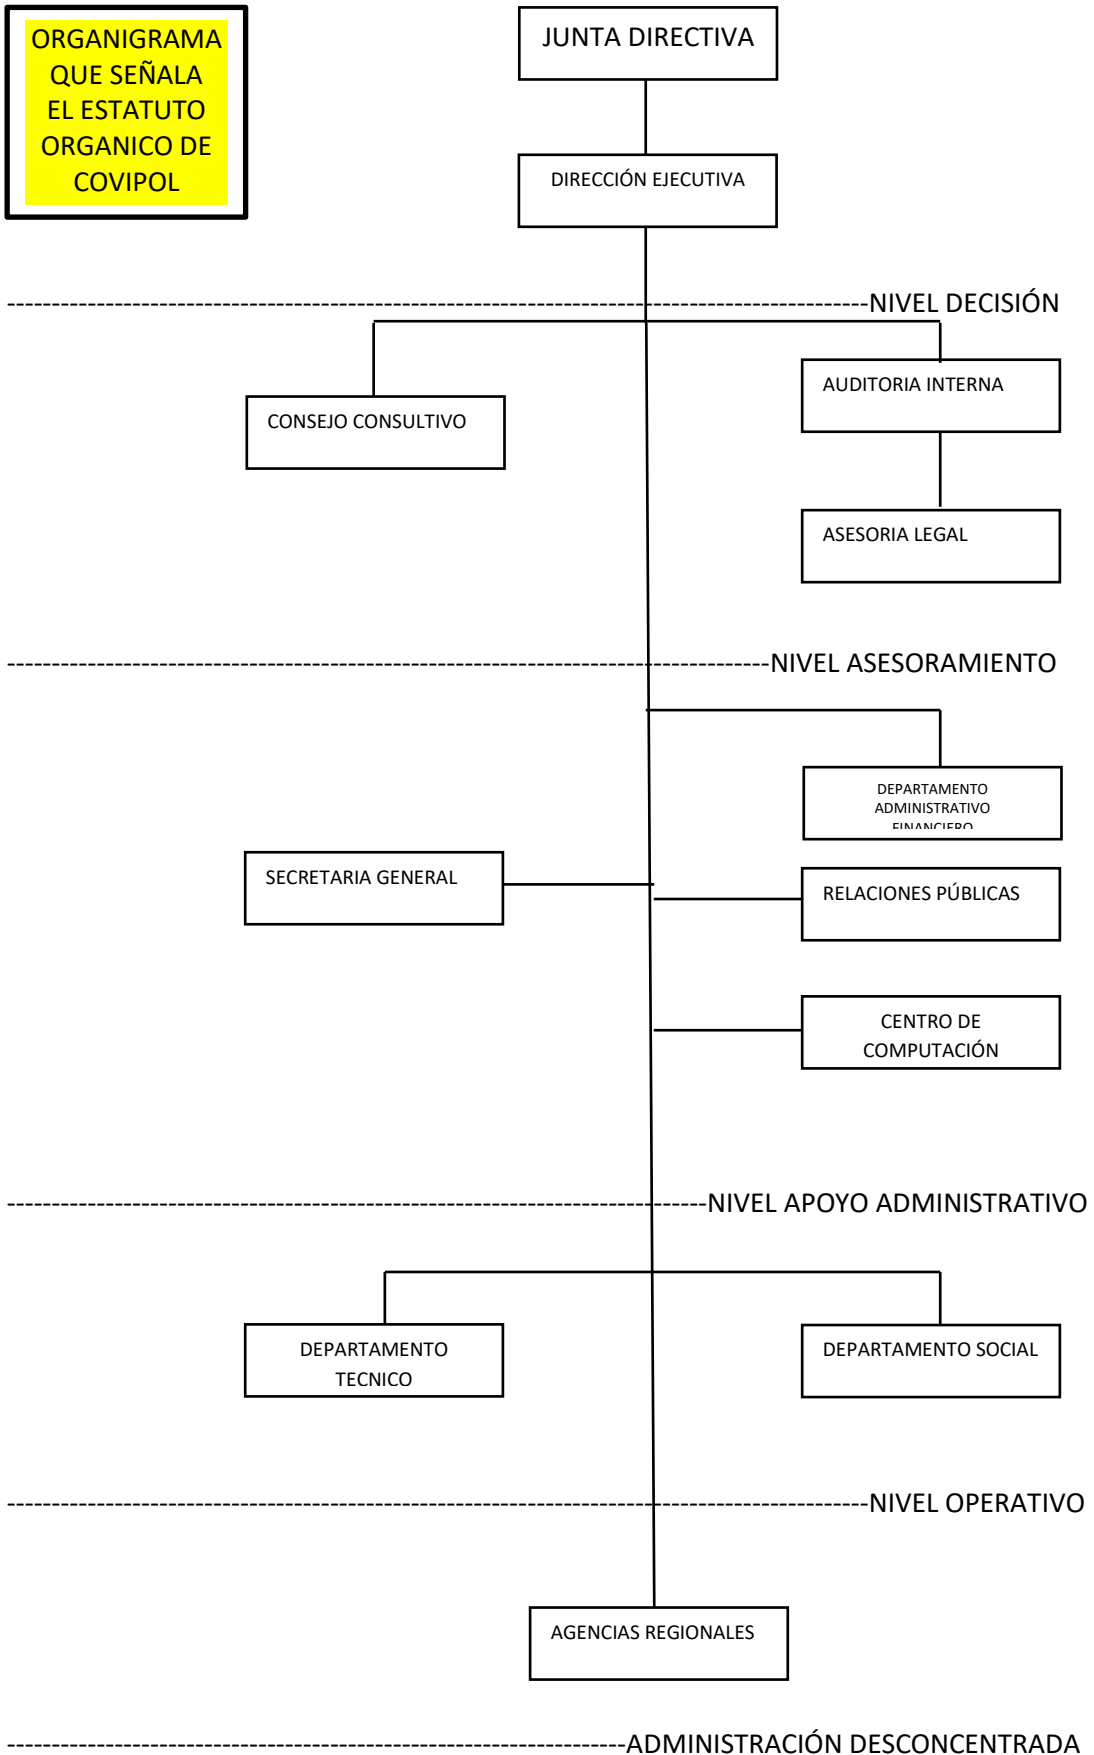 ORGANIGRAMA
QUE SEÑALA
EL ESTATUTO
ORGANICO DE
COVIPOL
JUNTA DIRECTIVA
DIRECCIÓN EJECUTIVA
NIVEL DECISIÓN
AUDITORIA INTERNA
CONSEJO CONSULTIVO
ASESORIA LEGAL
NIVEL ASESORAMIENTO
DEPARTAMENTO
ADMINISTRATIVO
FINANCIERO
SECRETARIA GENERAL
RELACIONES PÚBLICAS
CENTRO DE
COMPUTACIÓN
NIVEL APOYO ADMINISTRATIVO
DEPARTAMENTO
TECNICO
DEPARTAMENTO SOCIAL
NIVEL OPERATIVO
AGENCIAS REGIONALES
ADMINISTRACIÓN DESCONCENTRADA